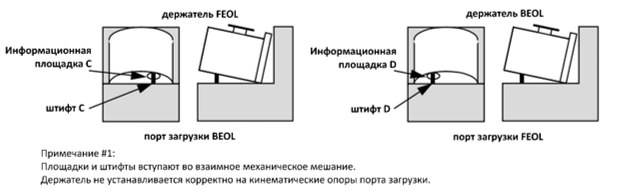 держатель FEOL
держатель BEOL
Информационная
площадка C
штифт C
Информационная
площадка D
штифт D
порт загрузки BEOL
порт загрузки FEOL
Примечание #1:
Площадки и штифты вступают во взаимное механическое мешание.
Держатель не устанавливается корректно на кинематические опоры порта загрузки.